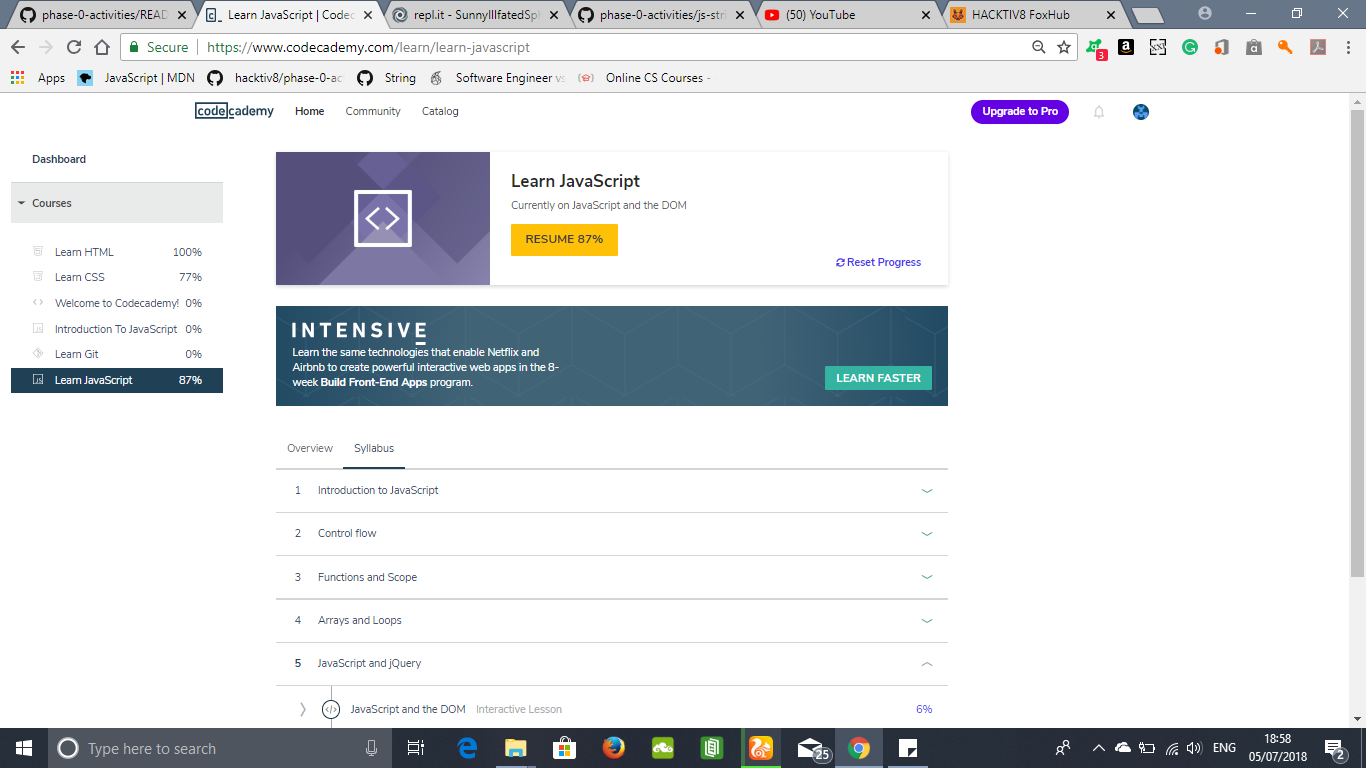 phase-0-activities/READ
Learn JavaScript | Codec
repl.it - SunnyIllfatedSpi
phase-0-activities/js-stri
(50) YouTube
HACKTIV8 FoxHub
Secure
https://www.codecademy.com/learn/learn-javascript
3
Apps
JavaScript | MDN
hacktiv8/phase-0-ac
String
Software Engineer vs
Online CS Courses -
codecademy
Home
Community
Catalog
Upgrade to Pro
Dashboard
Courses
Learn HTML 100%
Learn CSS 77%
Welcome to Codecademy! 0%
Introduction To JavaScript 0%
Learn Git 0%
Learn JavaScript 87%
Learn JavaScript
Currently on JavaScript and the DOM
RESUME 87%
Reset Progress
INTENSIVE
Learn the same technologies that enable Netflix and
Airbnb to create powerful interactive web apps in the 8-
week Build Front-End Apps program.
LEARN FASTER
Overview
Syllabus
1 Introduction to JavaScript
2 Control flow
3 Functions and Scope
4 Arrays and Loops
5 JavaScript and jQuery
JavaScript and the DOM Interactive Lesson 6%
Type here to search
25
ENG
18:58
05/07/2018
2